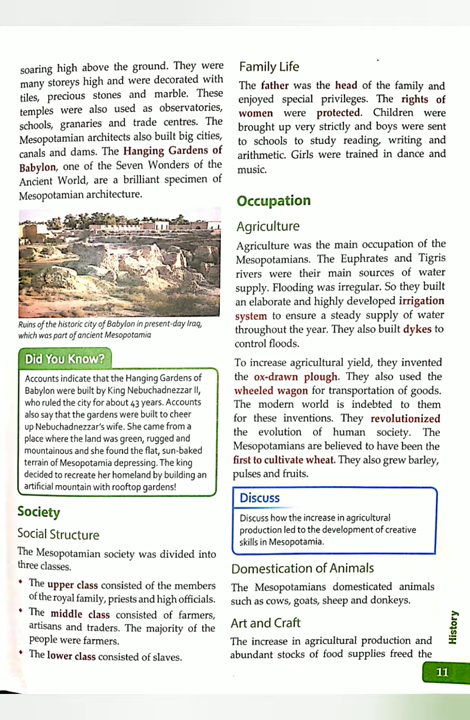 soaring high above the ground. They were
many storeys high and were decorated with
tiles, precious stones and marble. These
temples were also used as observatories,
schools, granaries and trade centres. The
Mesopotamian architects also built big cities,
canals and dams. The Hanging Gardens of
Babylon, one of the Seven Wonders of the
Ancient World, are a brilliant specimen of
Mesopotamian architecture.
Ruins of the historic city of Babylon in present-day Iraq,
which was part of ancient Mesopotamia
Did You Know?
Accounts indicate that the Hanging Gardens of
Babylon were built by King Nebuchadnezzar II,
who ruled the city for about 43 years. Accounts
also say that the gardens were built to cheer
up Nebuchadnezzar's wife. She came from a
place where the land was green, rugged and
mountainous and she found the flat, sun-baked
terrain of Mesopotamia depressing. The king
decided to recreate her homeland by building an
artificial mountain with rooftop gardens!
Society
Social Structure
The Mesopotamian society was divided into
three classes.
• The upper class consisted of the members
of the royal family, priests and high officials.
• The middle class consisted of farmers,
artisans and traders. The majority of the
people were farmers.
• The lower class consisted of slaves.
Family Life
The father was the head of the family and
enjoyed special privileges. The rights of
women were protected. Children were
brought up very strictly and boys were sent
to schools to study reading, writing and
arithmetic. Girls were trained in dance and
music.
Occupation
Agriculture
Agriculture was the main occupation of the
Mesopotamians. The Euphrates and Tigris
rivers were their main sources of water
supply. Flooding was irregular. So they built
an elaborate and highly developed irrigation
system to ensure a steady supply of water
throughout the year. They also built dykes to
control floods.
To increase agricultural yield, they invented
the ox-drawn plough. They also used the
wheeled wagon for transportation of goods.
The modern world is indebted to them
for these inventions. They revolutionized
the evolution of human society. The
Mesopotamians are believed to have been the
first to cultivate wheat. They also grew barley,
pulses and fruits.
Discuss
Discuss how the increase in agricultural
production led to the development of creative
skills in Mesopotamia.
Domestication of Animals
The Mesopotamians domesticated animals
such as cows, goats, sheep and donkeys.
Art and Craft
The increase in agricultural production and
abundant stocks of food supplies freed the
History
11